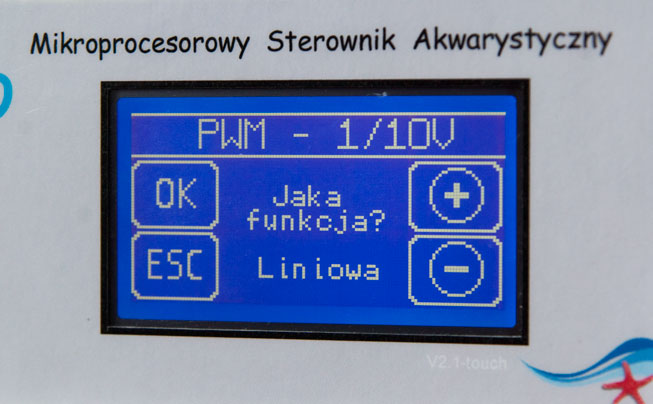 Mikroprocesorowy Sterownik Akwarystyczny
PWM - 1/10V
OK
Jaka
funkcja?
+
ESC
Liniowa
-
V2.1-touch